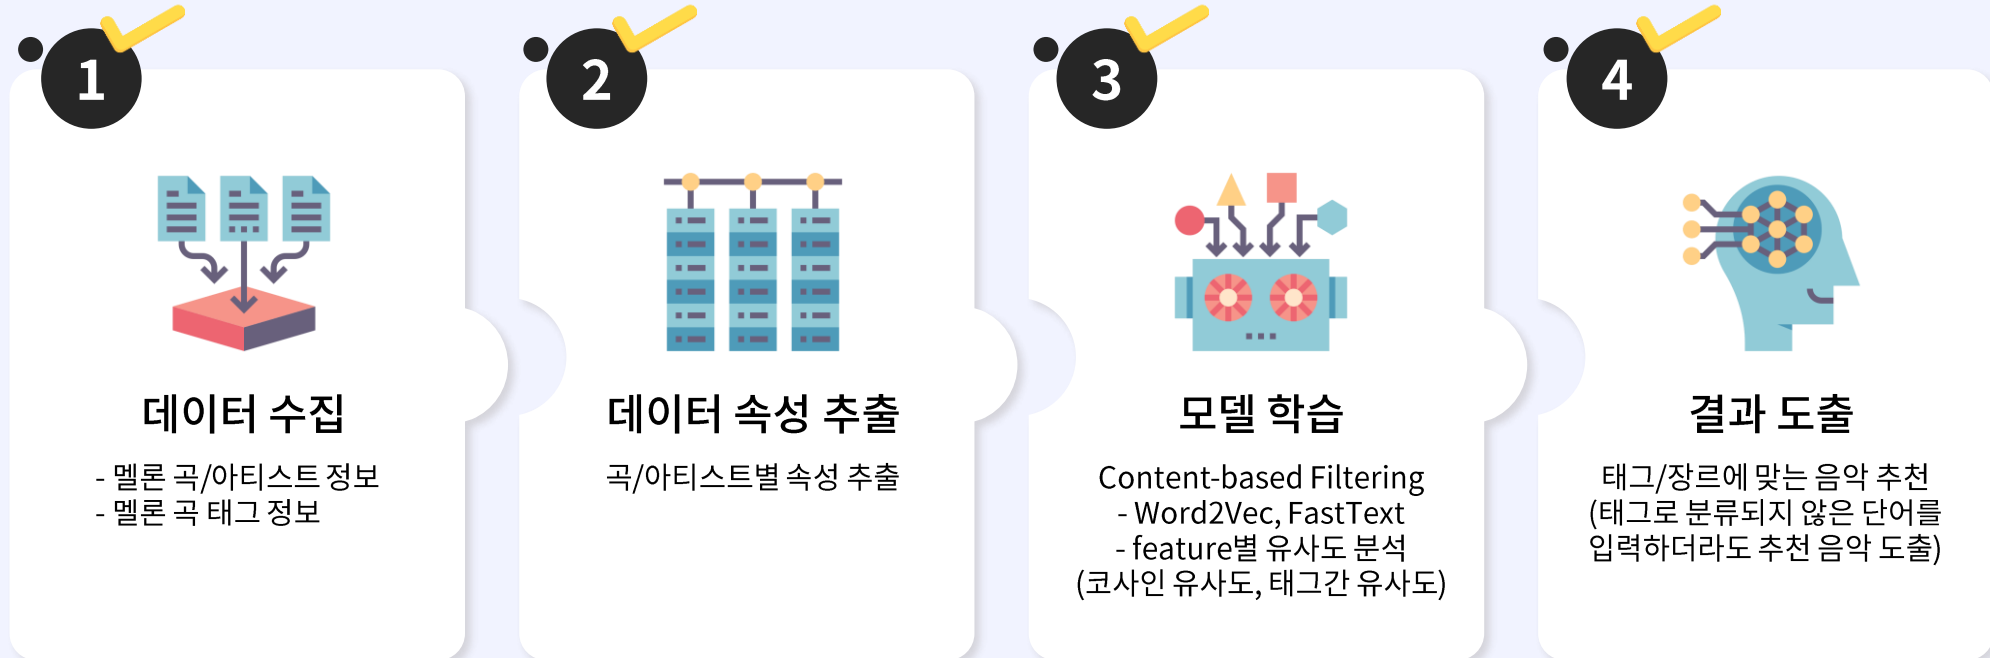 1
데이터 수집
- 멜론 곡/아티스트 정보
- 멜론 곡 태그 정보
2
데이터 속성 추출
곡/아티스트별 속성 추출
3
모델 학습
Content-based Filtering
- Word2Vec, FastText
- feature별 유사도 분석
(코사인 유사도, 태그간 유사도)
4
결과 도출
태그/장르에 맞는 음악 추천
(태그로 분류되지 않은 단어를
입력하더라도 추천 음악 도출)